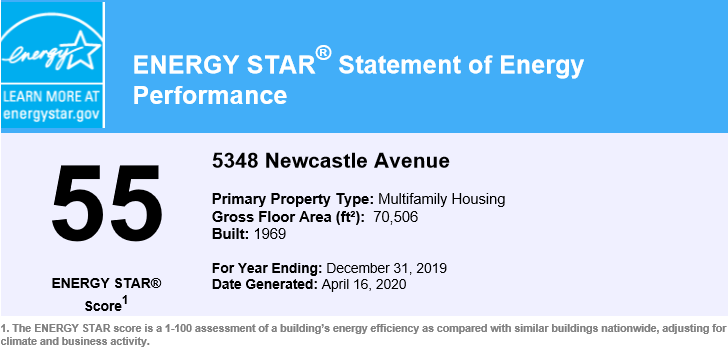 energy
LEARN MORE AT
energystar.gov
ENERGY STAR® Statement of Energy
Performance
55
ENERGY STAR®
Score1
5348 Newcastle Avenue
Primary Property Type: Multifamily Housing
Gross Floor Area (ft²): 70,506
Built: 1969
For Year Ending: December 31, 2019
Date Generated: April 16, 2020
1. The ENERGY STAR score is a 1-100 assessment of a building's energy efficiency as compared with similar buildings nationwide, adjusting for
climate and business activity.